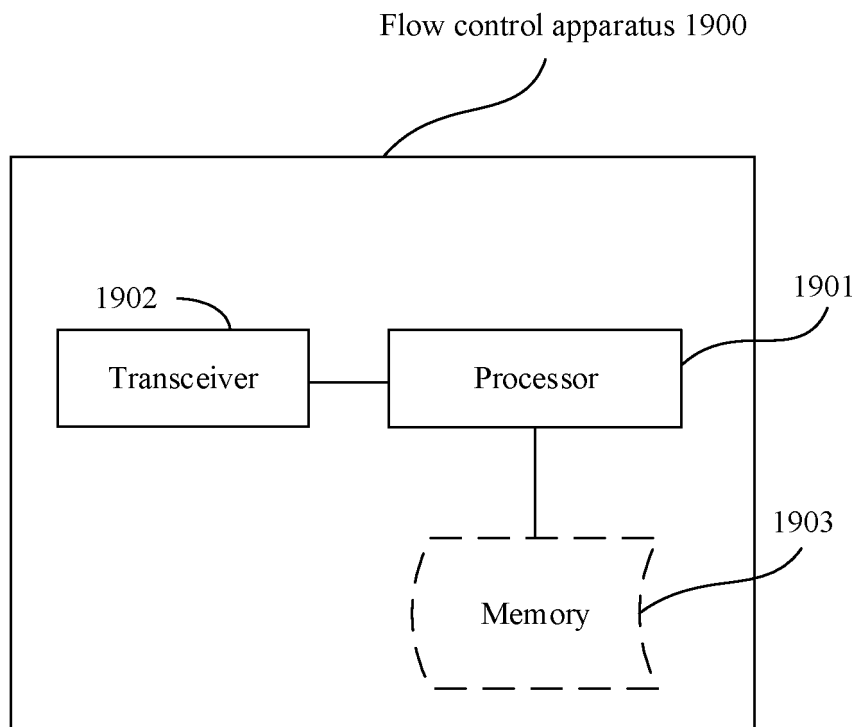 Flow control apparatus 1900
1902
1901
Transceiver
Processor
1903
Memory